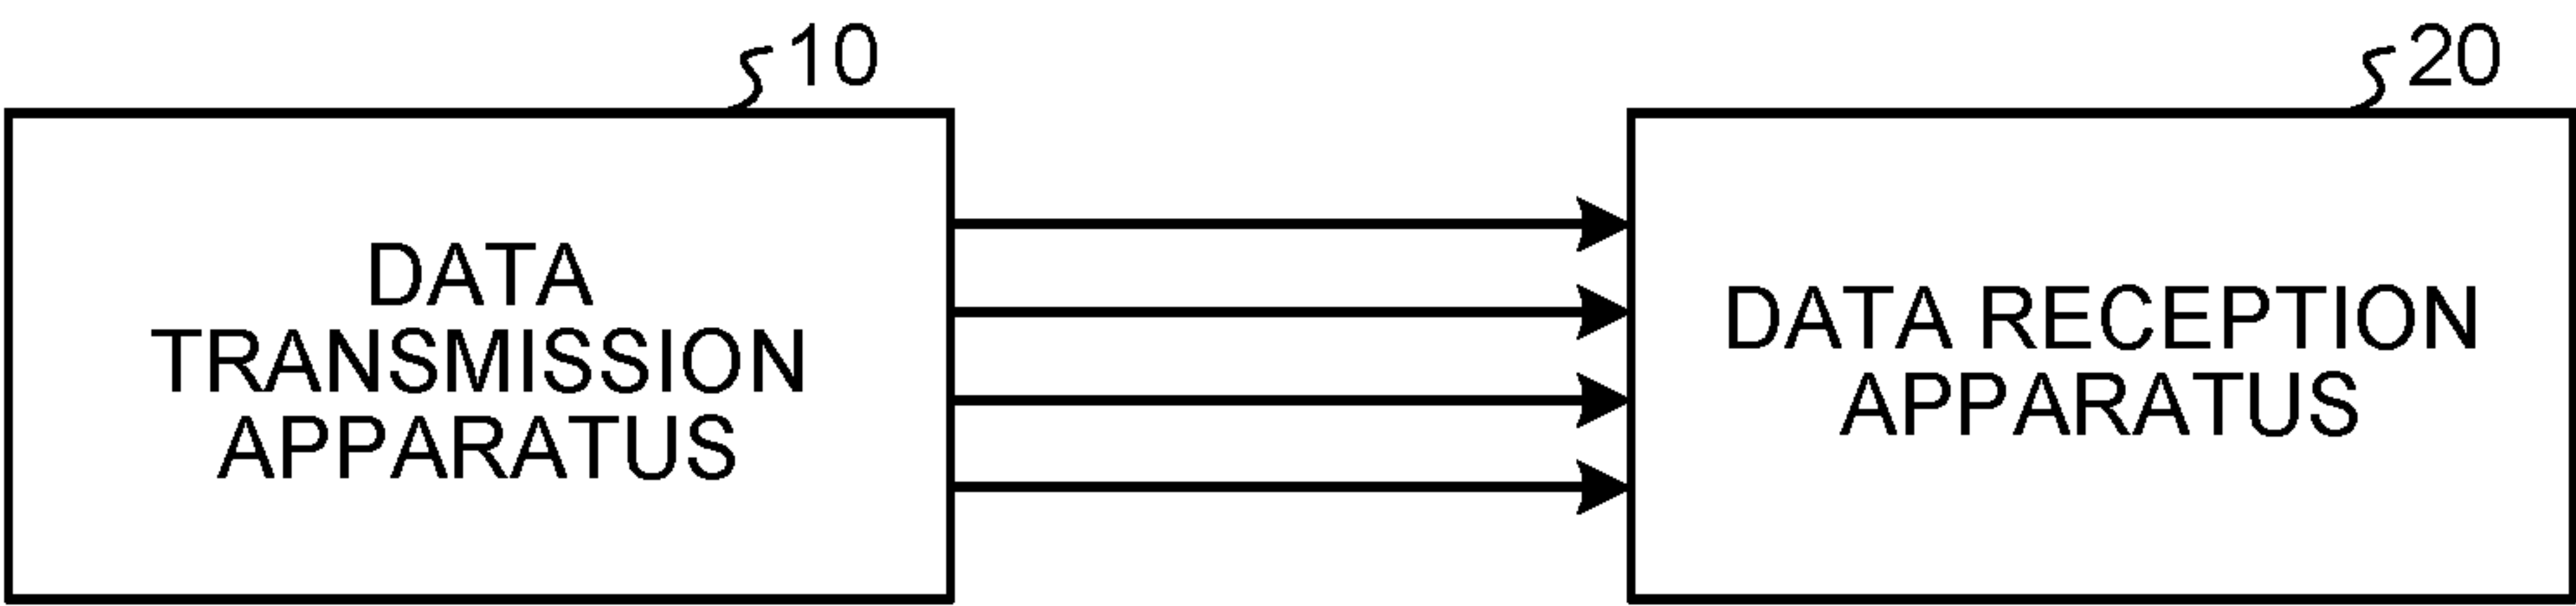 10
DATA
TRANSMISSION
APPARATUS
20
DATA RECEPTION
APPARATUS